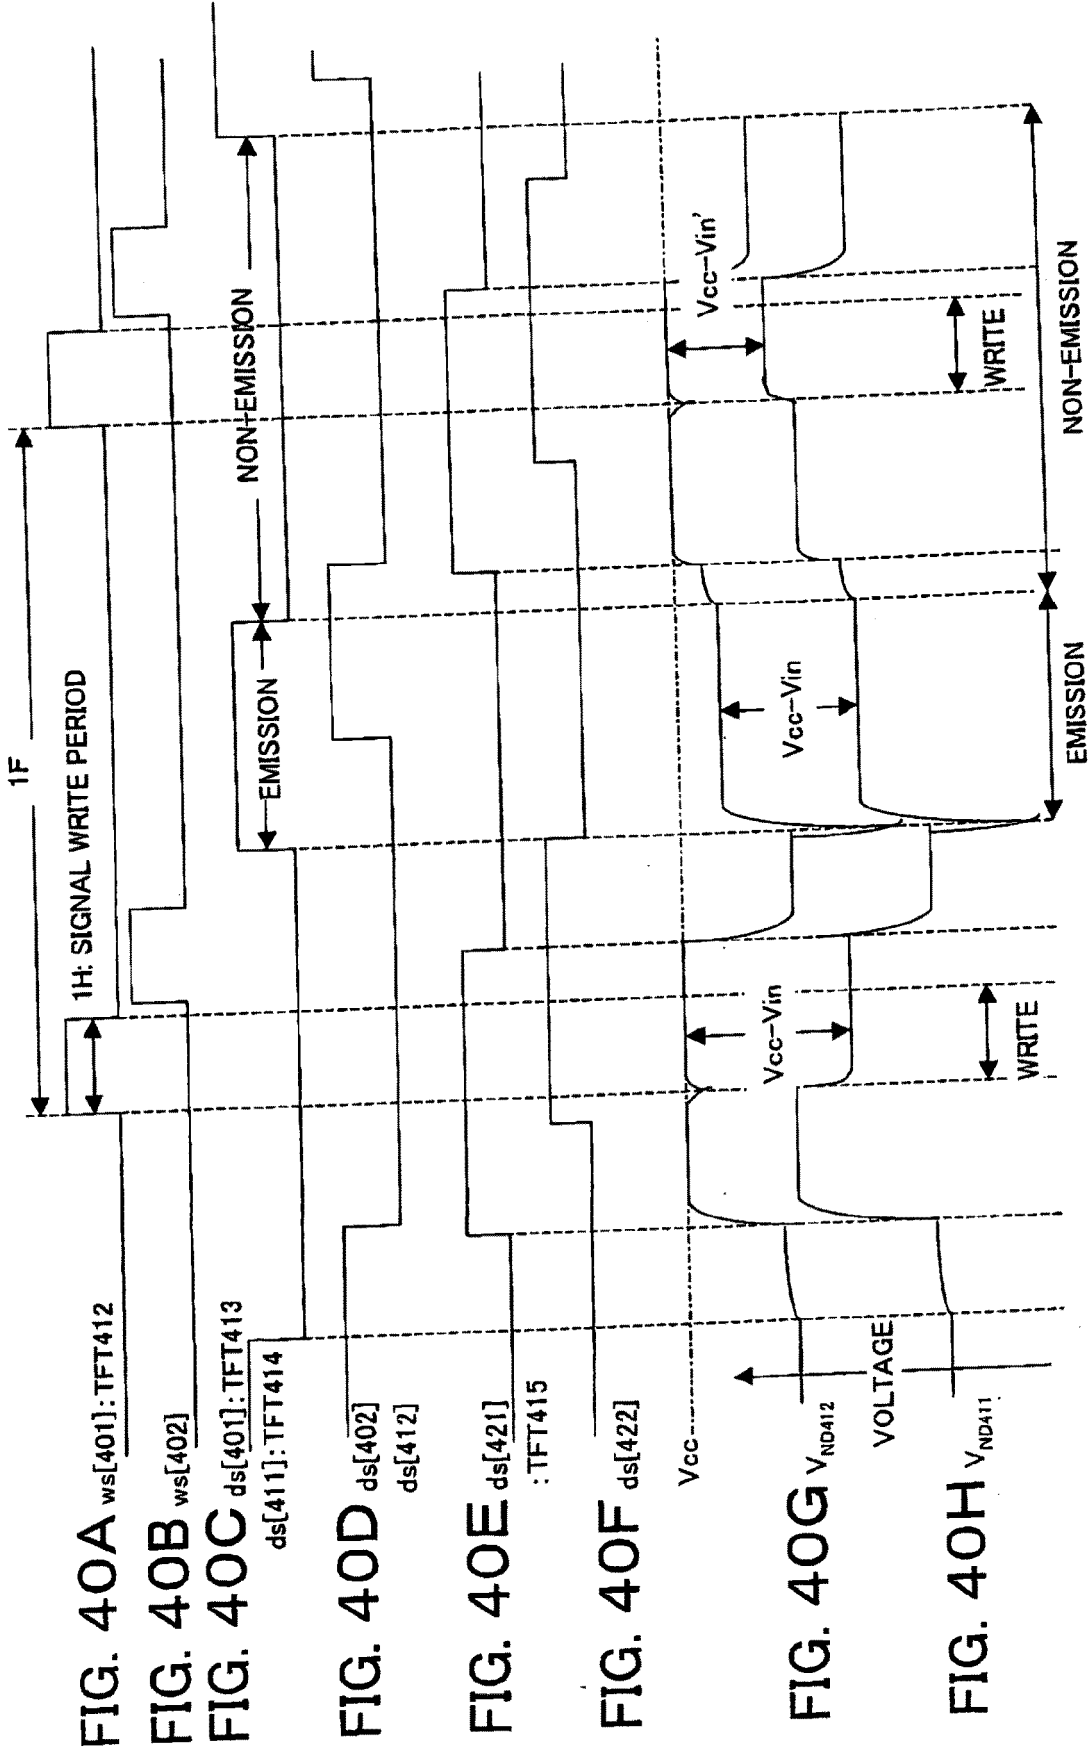 1F
1H: SIGNAL WRITE PERIOD
FIG. 40A ws[401]:TFT412
FIG. 40B ws[402]
FIG. 40C ds[401]:TFT413
ds[411]:TFT414
EMISSION
NON-EMISSION
FIG. 40D ds[402]
ds[412]
FIG. 40E ds[421]
:TFT415
FIG. 40F ds[422]
Vcc
Vcc-Vin
Vcc-Vin
Vcc-Vin'
FIG. 40G VND412
VOLTAGE
FIG. 40H VND411
WRITE
WRITE
EMISSION
NON-EMISSION